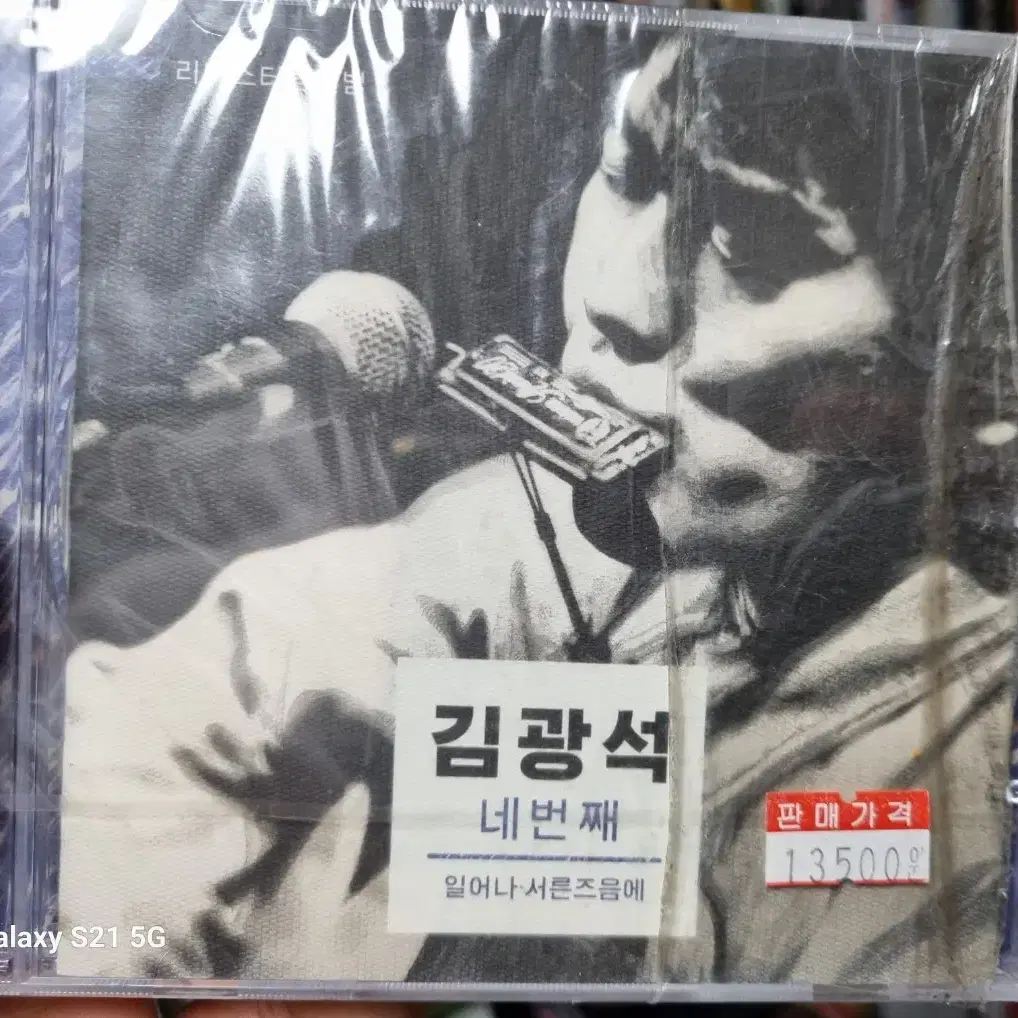 김광석
네번째
일어나·서른즈음에
판매가격
13500원
alaxy S21 5G